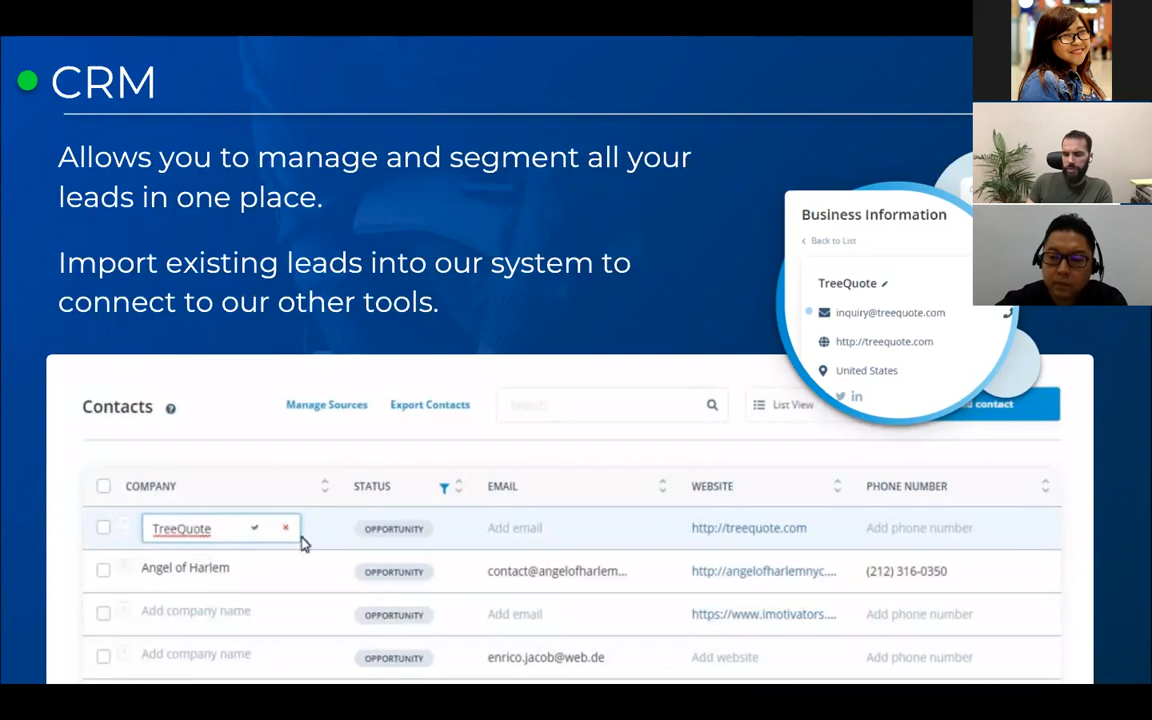 CRM
Allows you to manage and segment all your
leads in one place.
Import existing leads into our system to
connect to our other tools.
Business Information
Back to List
TreeQuote
inquiry@treequote.com
http://treequote.com
United States
Contacts
Manage Sources
Export Contacts
Search
List View
contact
COMPANY
STATUS
EMAIL
WEBSITE
PHONE NUMBER
TreeQuote
OPPORTUNITY
Add email
http://treequote.com
Add phone number
Angel of Harlem
OPPORTUNITY
contact@angelofharlem...
http://angelofharlemnyc....
(212) 316-0350
Add company name
OPPORTUNITY
Add email
https://www.imotivators....
Add phone number
Add company name
OPPORTUNITY
enrico.jacob@web.de
Add website
Add phone number